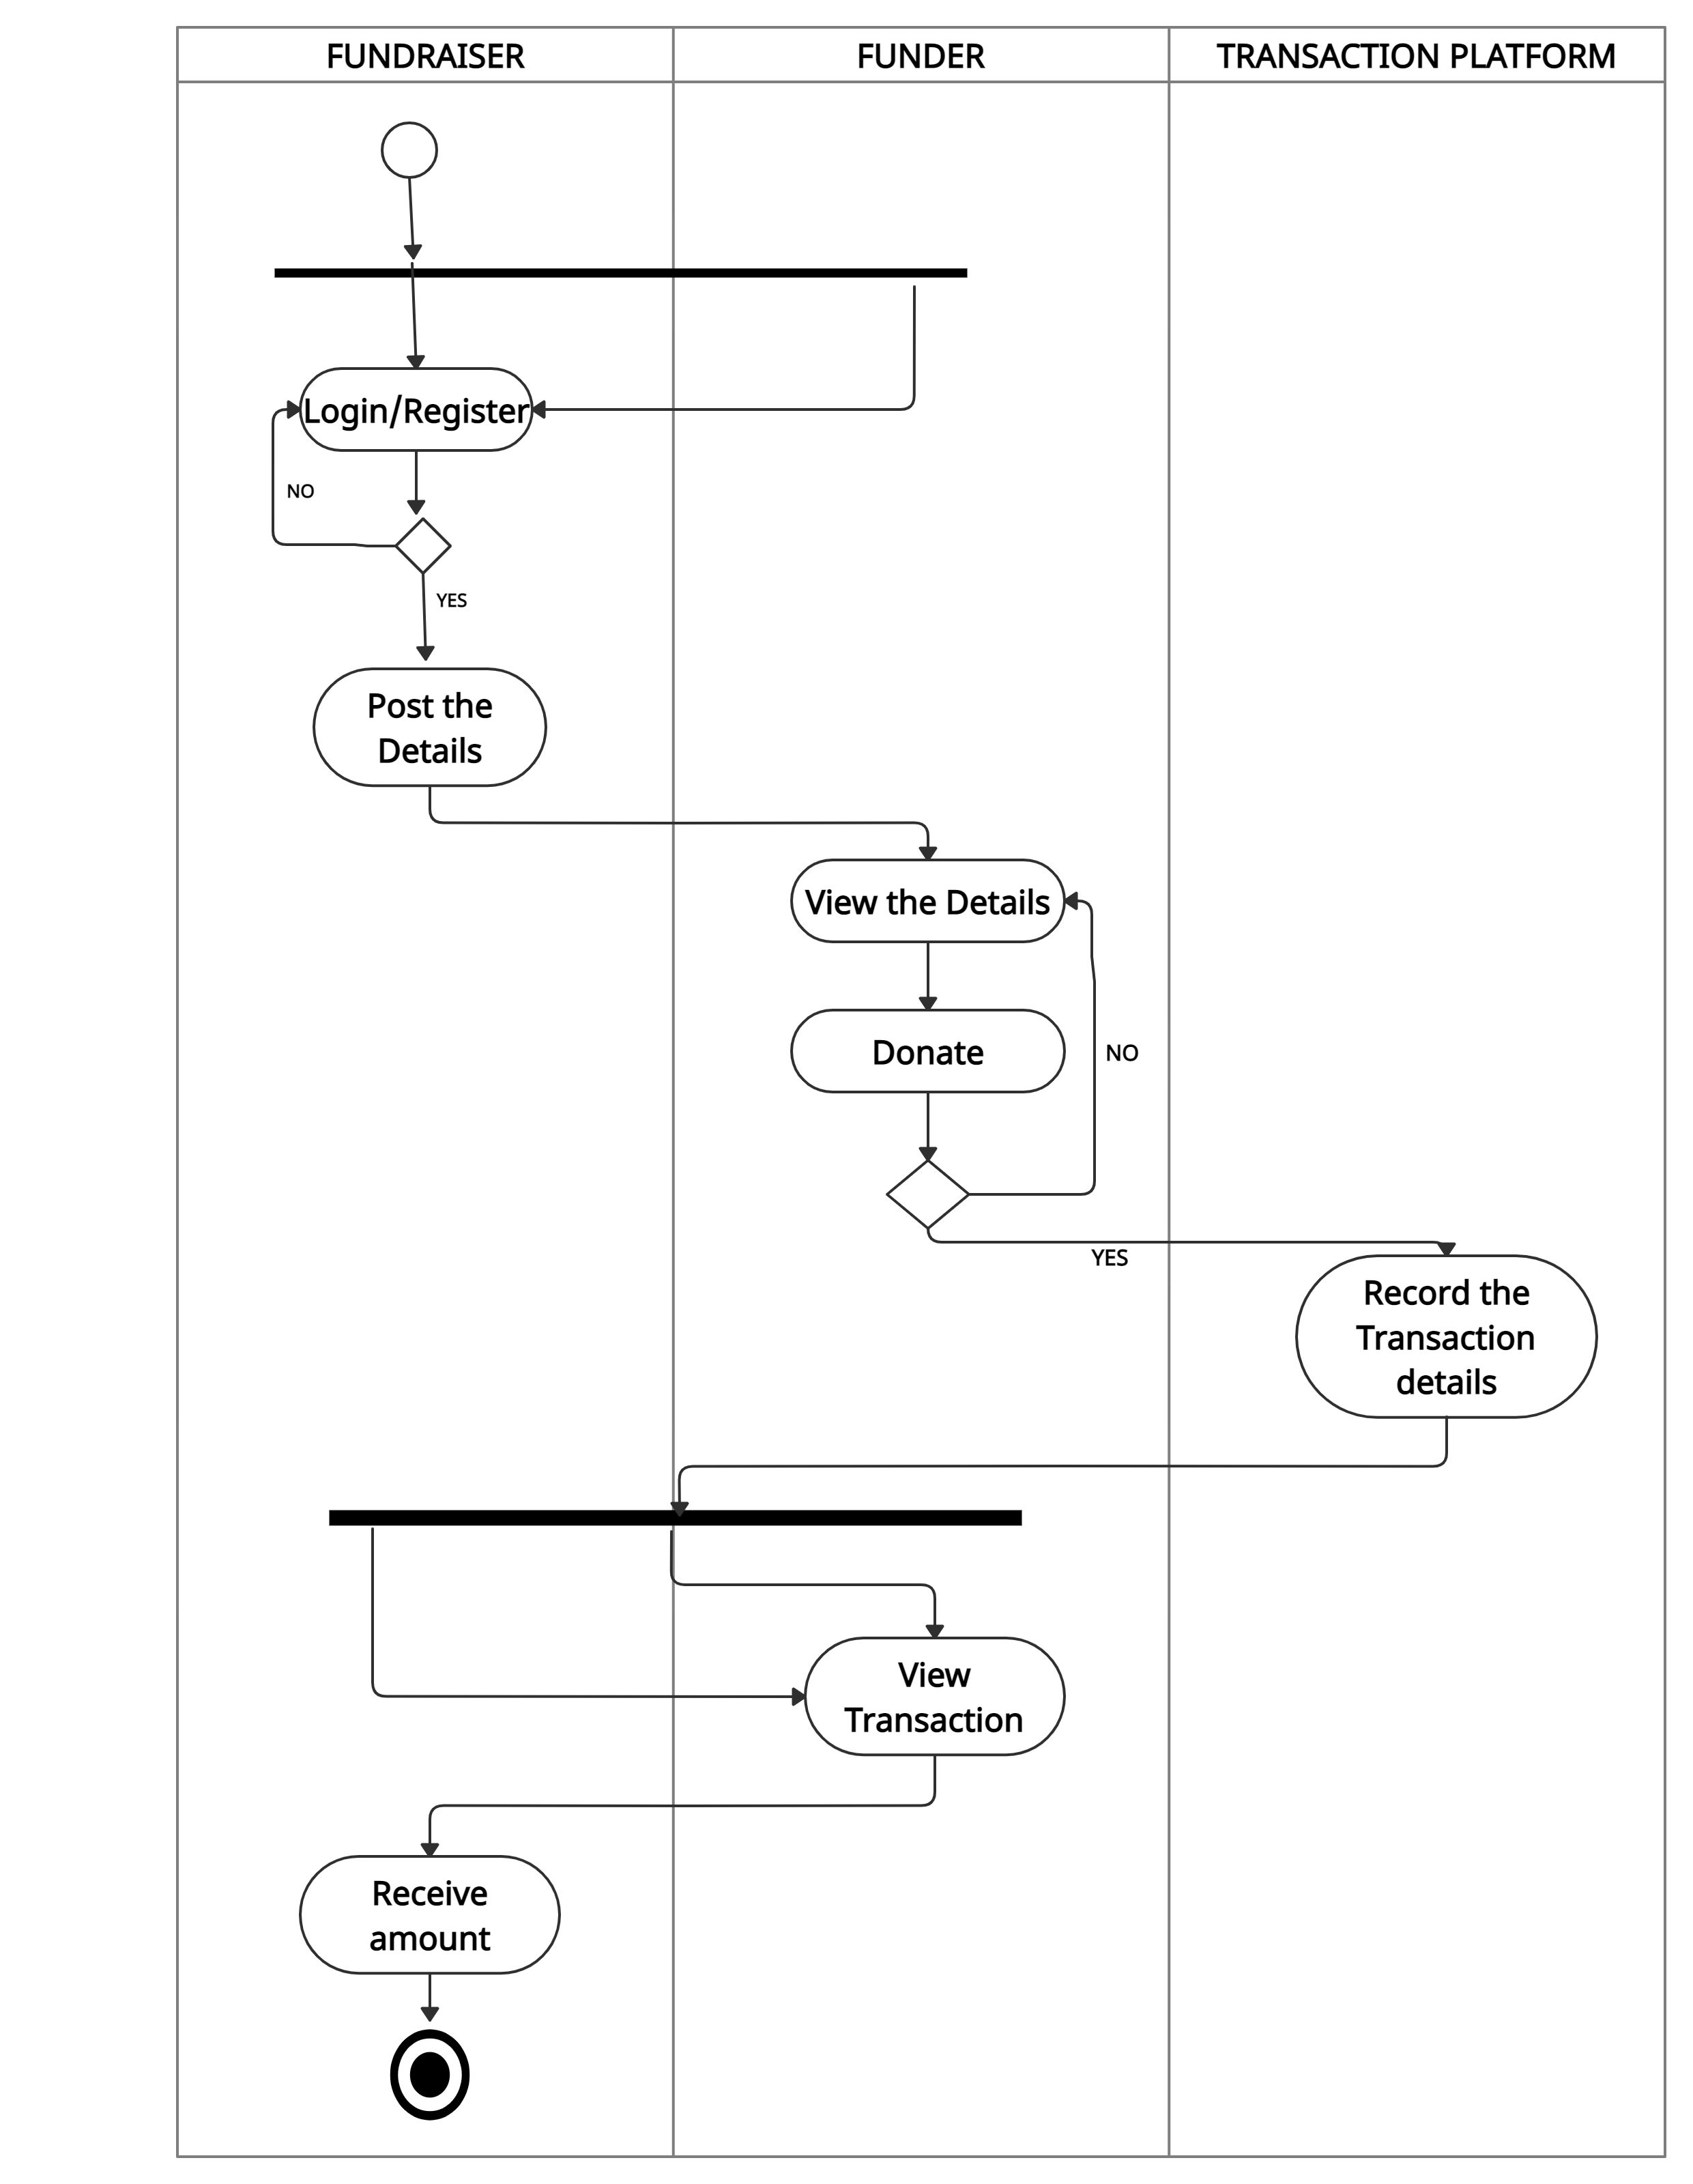 FUNDRAISER
FUNDER
TRANSACTION PLATFORM
Login/Register
NO
YES
Post the
Details
View the Details
Donate
NO
YES
Record the
Transaction
details
View
Transaction
Receive
amount